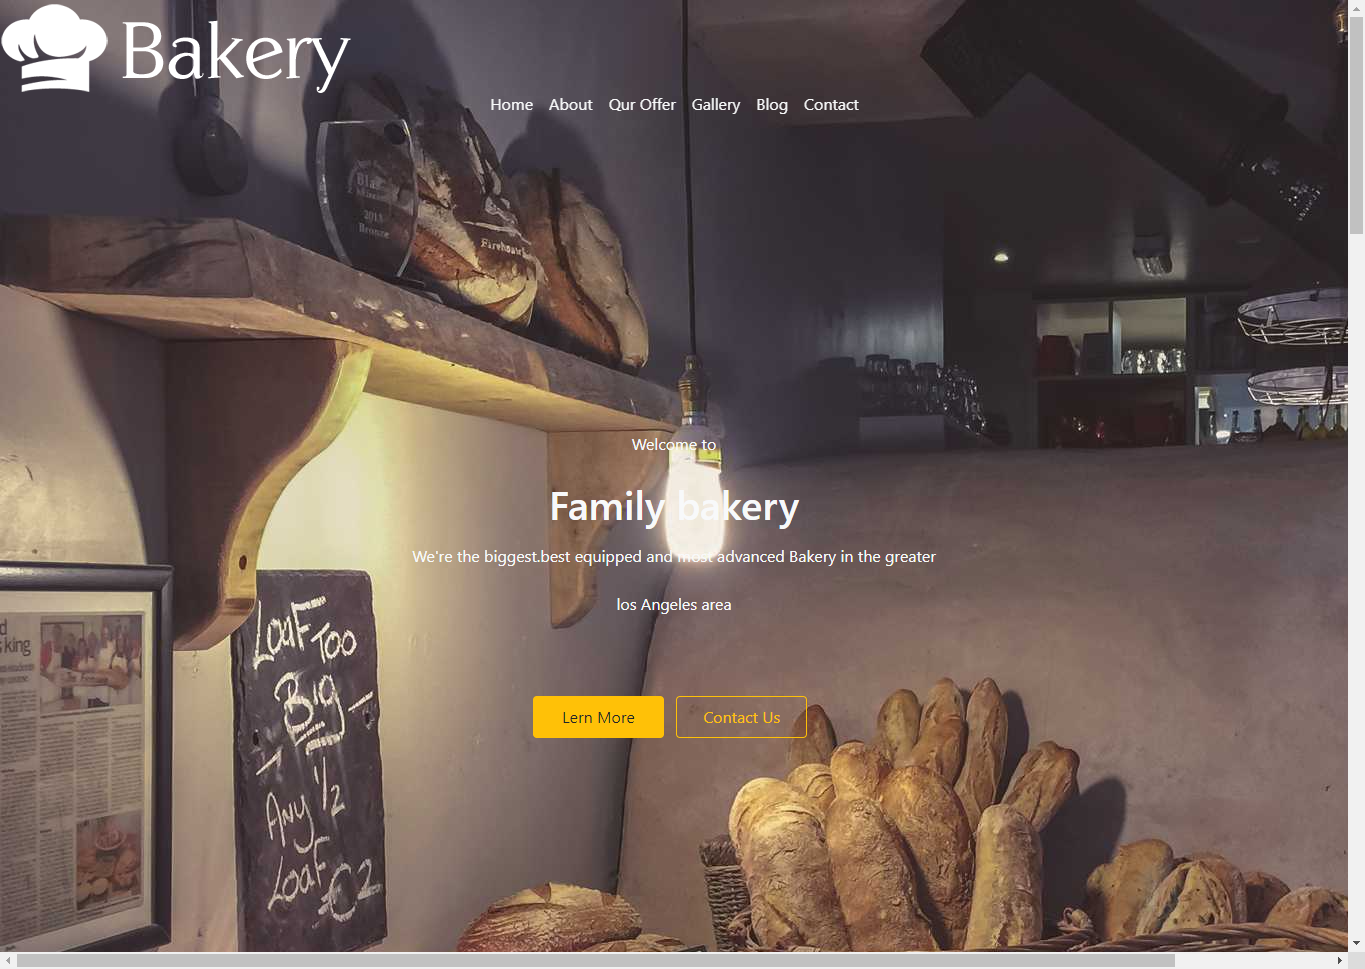 Bakery
Home About Qur Offer Gallery Blog Contact
2013
Bronze
Welcome to
Family bakery
We're the biggest.best equipped and most advanced Bakery in the greater
los Angeles area
king
LOAF
TOO
BIG
ANY 1/2
LOAF
€2
Lern More Contact Us